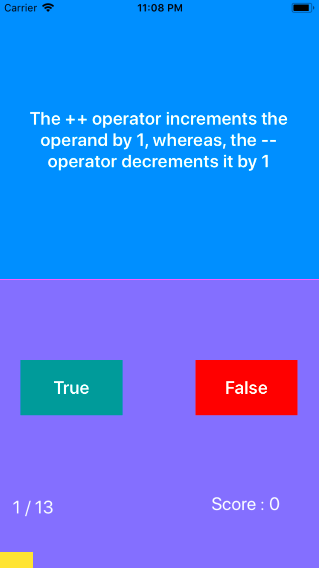 Carrier 11:08 PM
The ++ operator increments the
operand by 1, whereas, the --
operator decrements it by 1
True False
1 / 13 Score : 0